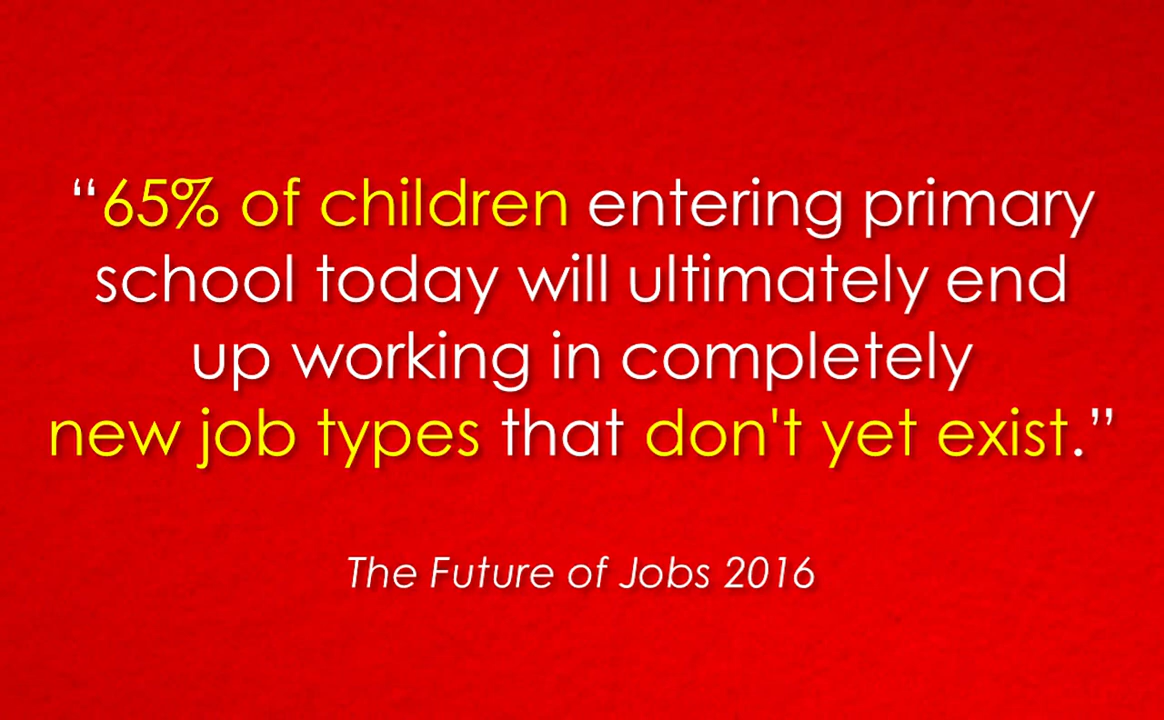 “65% of children entering primary
school today will ultimately end
up working in completely
new job types that don't yet exist.”
The Future of Jobs 2016